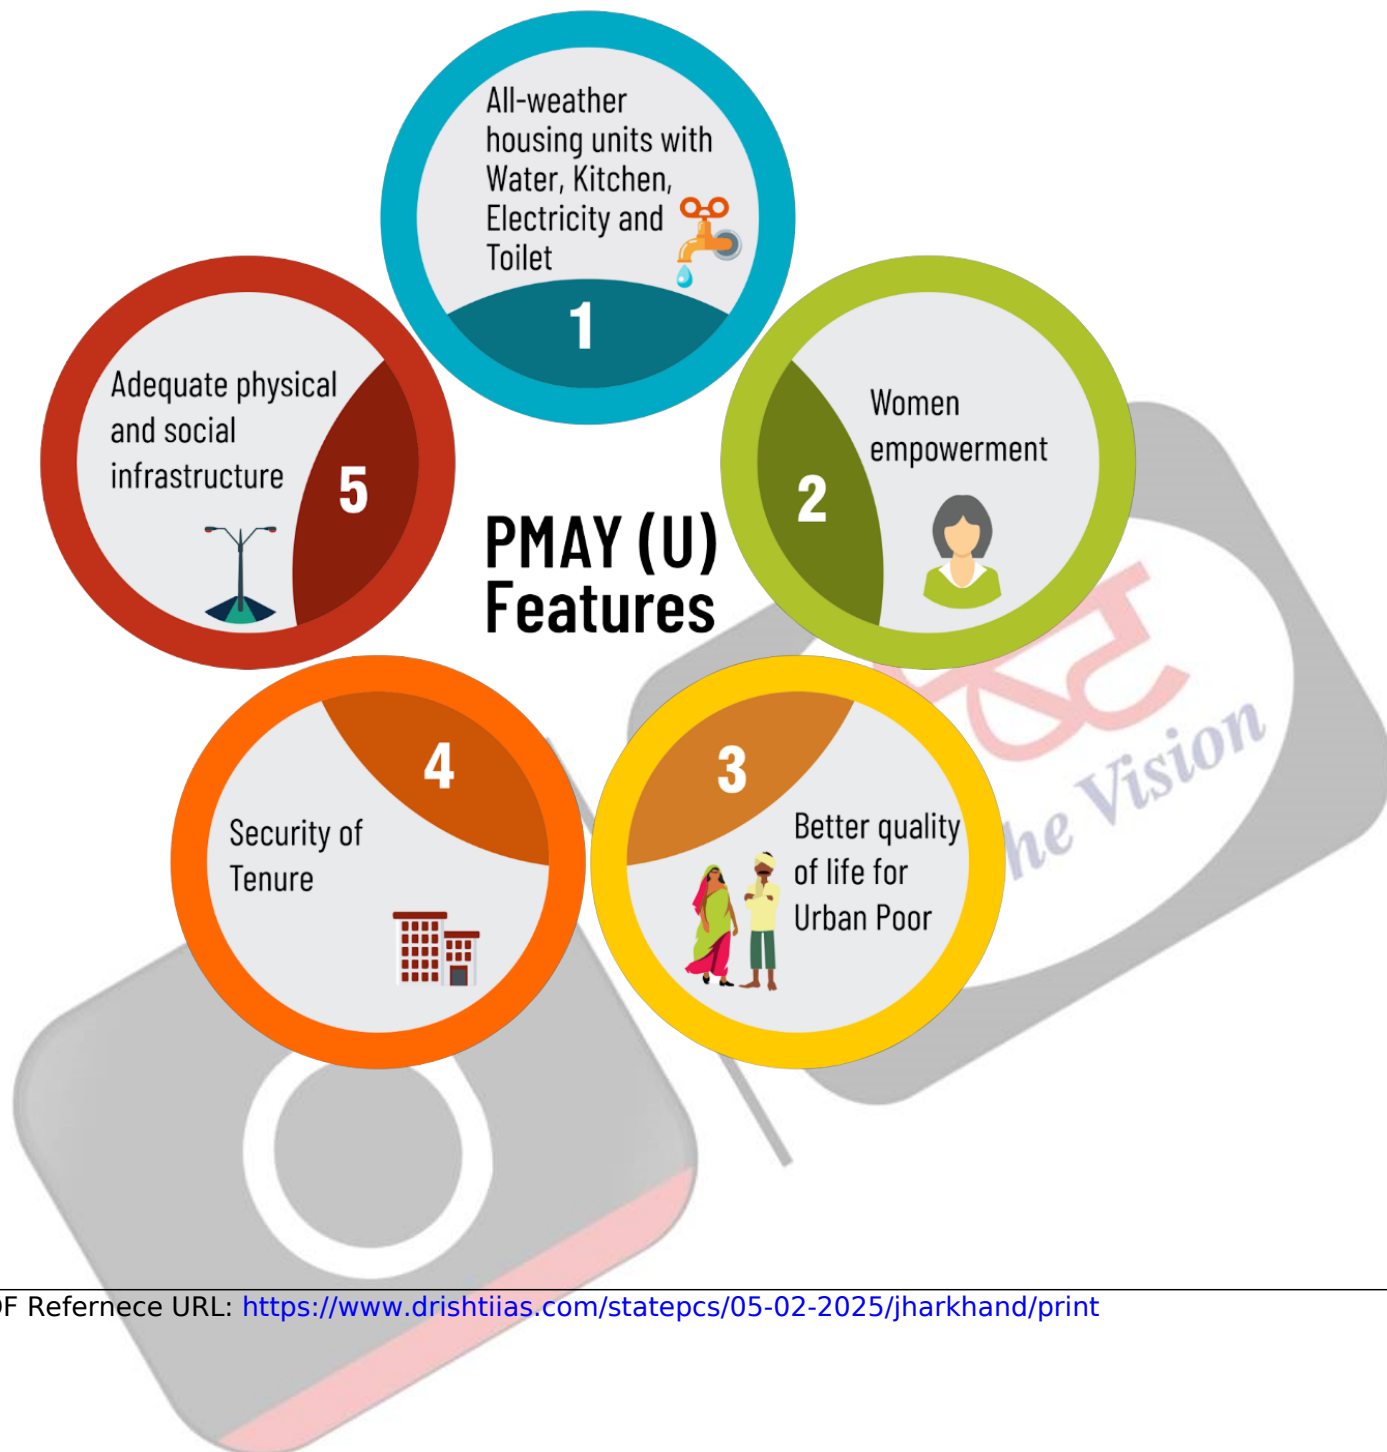 All-weather
housing units with
Water, Kitchen,
Electricity and
Toilet
1
Women
empowerment
2
3
Better quality
of life for
Urban Poor
4
Security of
Tenure
Adequate physical
and social
infrastructure
5
PMAY (U)
Features
he Vision
F Refernece URL: https://www.drishtiias.com/statepcs/05-02-2025/jharkhand/print